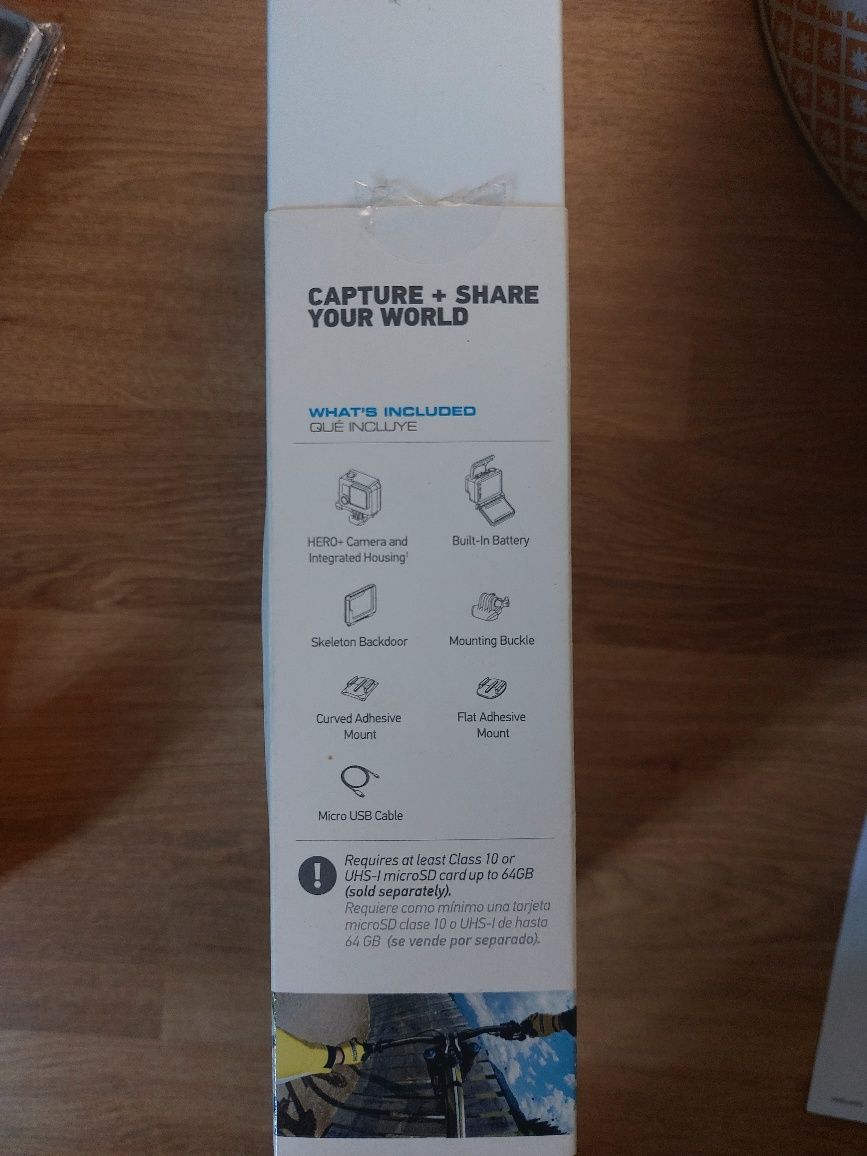 CAPTURE + SHARE
YOUR WORLD
WHAT'S INCLUDED
QUÉ INCLUYE
HERO+ Camera and
Integrated Housing¹
Built-In Battery
Skeleton Backdoor
Mounting Buckle
Curved Adhesive
Mount
Flat Adhesive
Mount
Micro USB Cable
!
Requires at least Class 10 or
UHS-I microSD card up to 64GB
(sold separately).
Requiere como mínimo una tarjeta
microSD clase 10 o UHS-I de hasta
64 GB (se vende por separado).